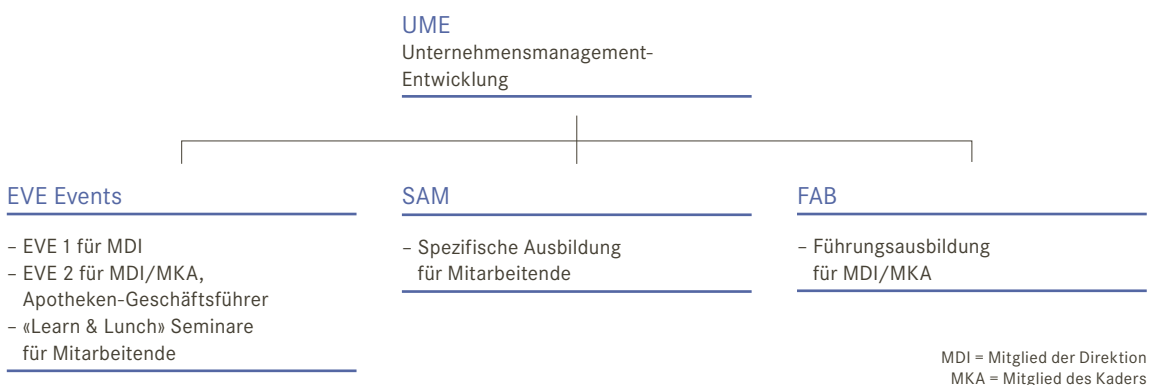 UME
Unternehmensmanagement-
Entwicklung
EVE Events
– EVE 1 für MDI
– EVE 2 für MDI/MKA,
Apotheken-Geschäftsführer
– «Learn & Lunch» Seminare
für Mitarbeitende
SAM
– Spezifische Ausbildung
für Mitarbeitende
FAB
– Führungsausbildung
für MDI/MKA
MDI = Mitglied der Direktion
MKA = Mitglied des Kaders